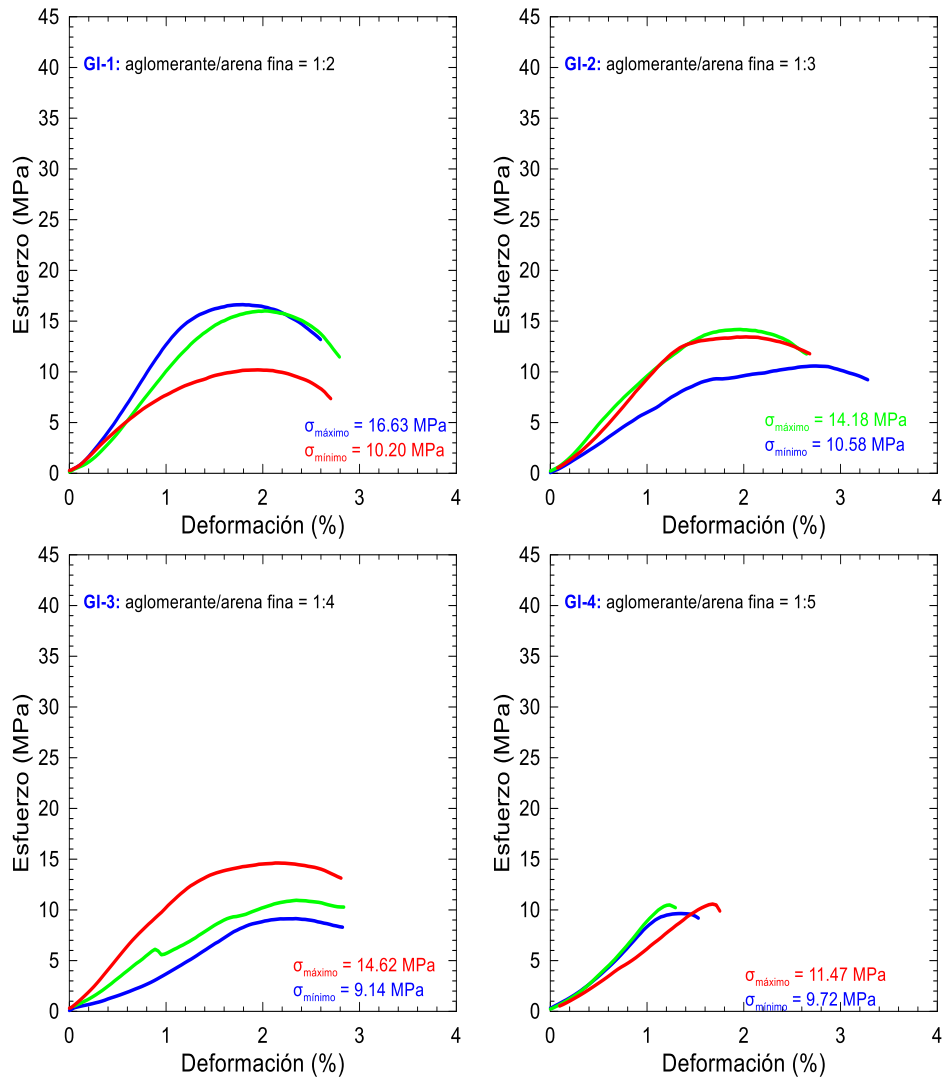 45
40
35
30
25
20
15
10
5
0
Esfuerzo (MPa)
GI-1: aglomerante/arena fina = 1:2
σmáximo = 16.63 MPa
σmínimo = 10.20 MPa
0 1 2 3 4
Deformación (%)
45
40
35
30
25
20
15
10
5
0
Esfuerzo (MPa)
GI-2: aglomerante/arena fina = 1:3
σmáximo = 14.18 MPa
σmínimo = 10.58 MPa
0 1 2 3 4
Deformación (%)
45
40
35
30
25
20
15
10
5
0
Esfuerzo (MPa)
GI-3: aglomerante/arena fina = 1:4
σmáximo = 14.62 MPa
σmínimo = 9.14 MPa
0 1 2 3 4
Deformación (%)
45
40
35
30
25
20
15
10
5
0
Esfuerzo (MPa)
GI-4: aglomerante/arena fina = 1:5
σmáximo = 11.47 MPa
σmínimo = 9.72 MPa
0 1 2 3 4
Deformación (%)